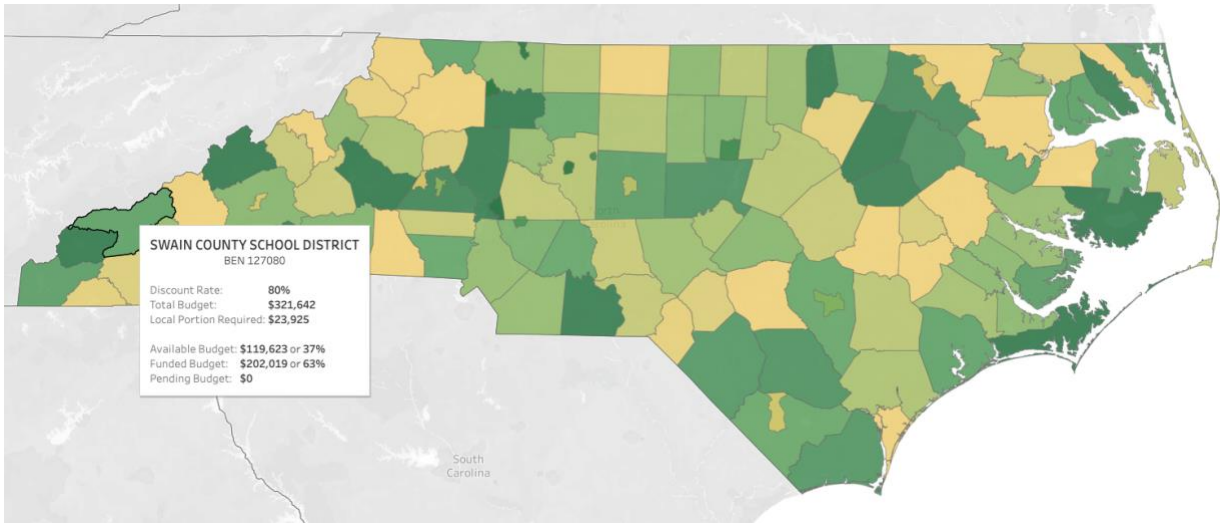 SWAIN COUNTY SCHOOL DISTRICT
BEN 127080
Discount Rate: 80%
Total Budget: $321,642
Local Portion Required: $23,925
Available Budget: $119,623 or 37%
Funded Budget: $202,019 or 63%
Pending Budget: $0
South
Carolina